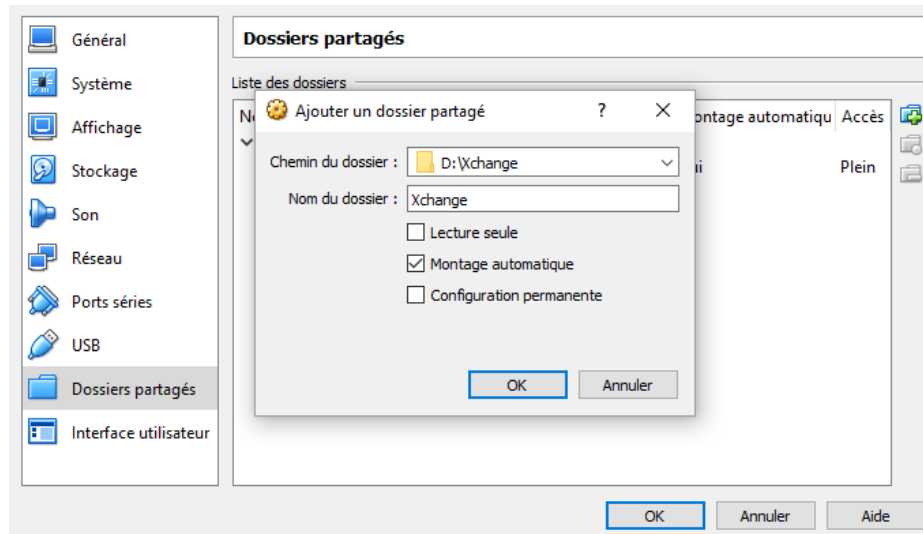 Général
Système
Affichage
Stockage
Son
Réseau
Ports séries
USB
Dossiers partagés
Interface utilisateur
Dossiers partagés
Liste des dossiers
ontage automatiqu Accès
Plein
Ajouter un dossier partagé
Chemin du dossier : D:\Xchange
Nom du dossier : Xchange
Lecture seule
Montage automatique
Configuration permanente
OK Annuler
OK Annuler Aide